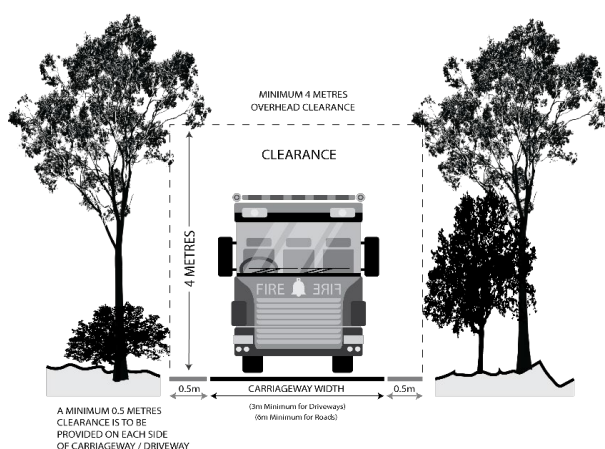 MINIMUM 4 METRES
OVERHEAD CLEARANCE
CLEARANCE
4 METRES
FIRE FIRE
0.5m
CARRIAGEWAY WIDTH
0.5m
(3m Minimum for Driveways)
(6m Minimum for Roads)
A MINIMUM 0.5 METRES
CLEARANCE IS TO BE
PROVIDED ON EACH SIDE
OF CARRIAGEWAY / DRIVEWAY